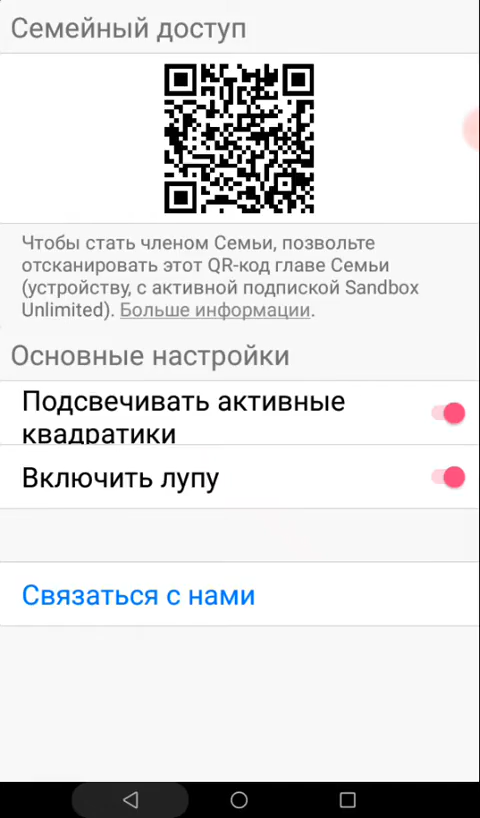 Семейный доступ
Чтобы стать членом Семьи, позвольте
отсканировать этот QR-код главе Семьи
(устройству, с активной подпиской Sandbox
Unlimited). Больше информации.
Основные настройки
Подсвечивать активные
квадратики
Включить лупу
Связаться с нами